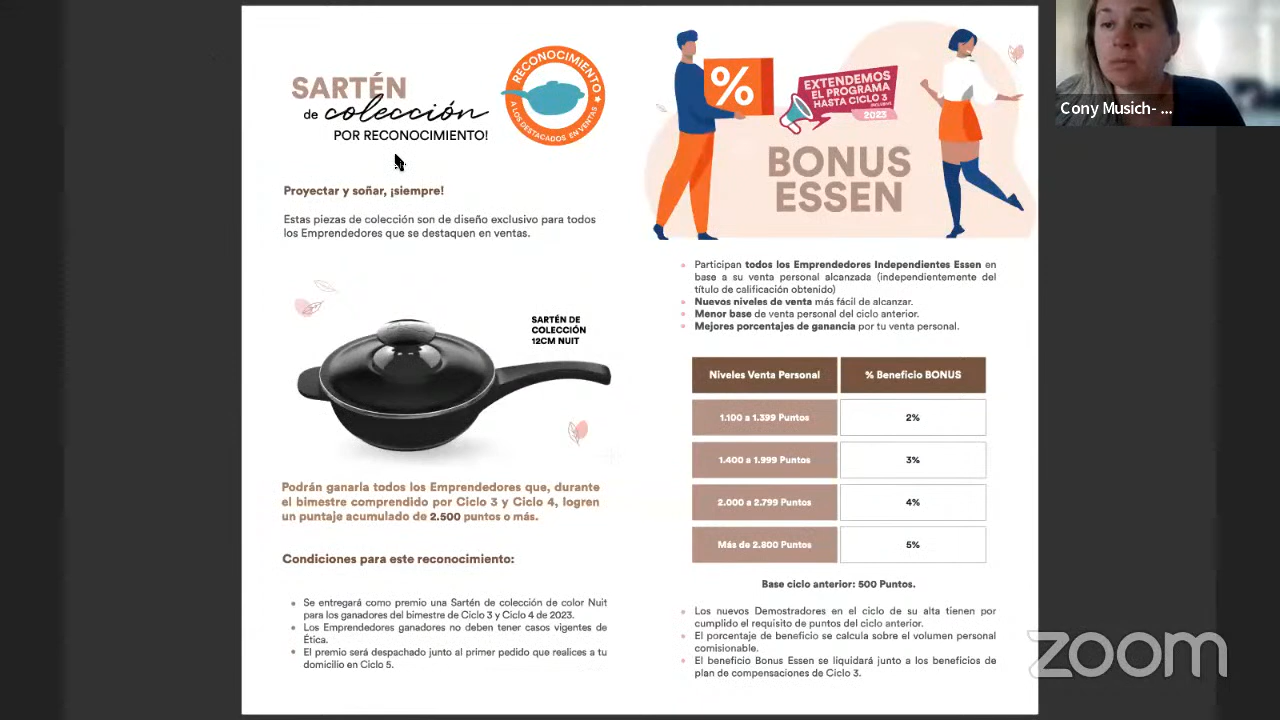 SARTÉN
de colección
POR RECONOCIMIENTO!
RECONOCIMIENTO
A LOS DESTACADOS EN VENTAS
Proyectar y soñar, ¡siempre!
Estas piezas de colección son de diseño exclusivo para todos
los Emprendedores que se destaquen en ventas.
SARTÉN DE
COLECCIÓN
12CM NUIT
Podrán ganarla todos los Emprendedores que, durante
el bimestre comprendido por Ciclo 3 y Ciclo 4, logren
un puntaje acumulado de 2.500 puntos o más.
Condiciones para este reconocimiento:
Se entregará como premio una Sartén de colección de color Nuit
para los ganadores del bimestre de Ciclo 3 y Ciclo 4 de 2023.
Los Emprendedores ganadores no deben tener casos vigentes de
Ética.
El premio será despachado junto al primer pedido que realices a tu
domicilio en Ciclo 5.
%
EXTENDEMOS
EL PROGRAMA
HASTA CICLO 3
INCLUSIVE
2023
BONUS
ESSEN
Participan todos los Emprendedores Independientes Essen en
base a su venta personal alcanzada (independientemente del
título de calificación obtenido)
Nuevos niveles de venta más fácil de alcanzar.
Menor base de venta personal del ciclo anterior.
Mejores porcentajes de ganancia por tu venta personal.
Niveles Venta Personal % Beneficio BONUS
1.100 a 1.399 Puntos 2%
1.400 a 1.999 Puntos 3%
2.000 a 2.799 Puntos 4%
Más de 2.800 Puntos 5%
Base ciclo anterior: 500 Puntos.
Los nuevos Demostradores en el ciclo de su alta tienen por
cumplido el requisito de puntos del ciclo anterior.
El porcentaje de beneficio se calcula sobre el volumen personal
comisionable.
El beneficio Bonus Essen se liquidará junto a los beneficios de
plan de compensaciones de Ciclo 3.
Cony Musich- ...
zoom